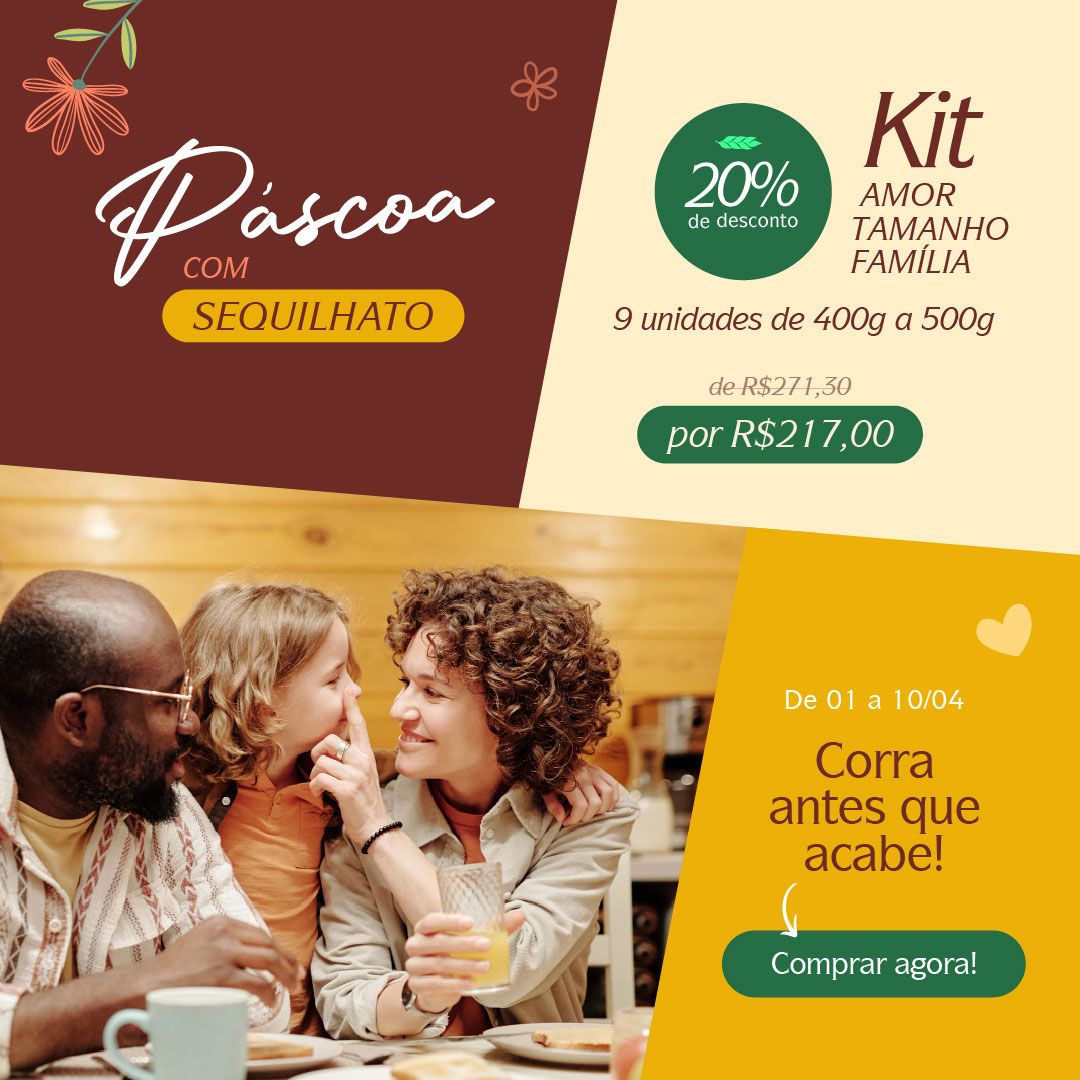 Páscoa
COM
SEQUILHATO
20%
de desconto
Kit
AMOR
TAMANHO
FAMÍLIA
9 unidades de 400g a 500g
de R$271,30
por R$217,00
De 01 a 10/04
Corra
antes que
acabe!
Comprar agora!